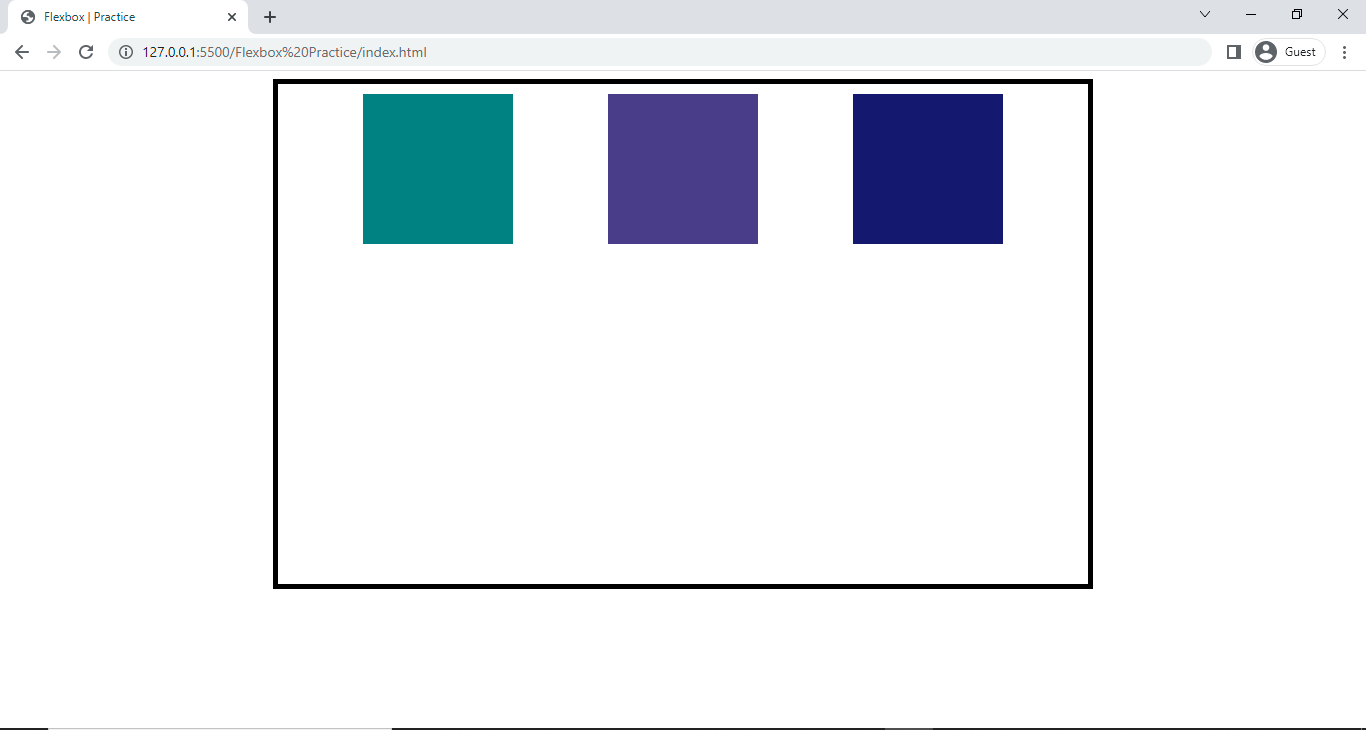 Flexbox | Practice
127.0.0.1:5500/Flexbox%20Practice/index.html
Guest